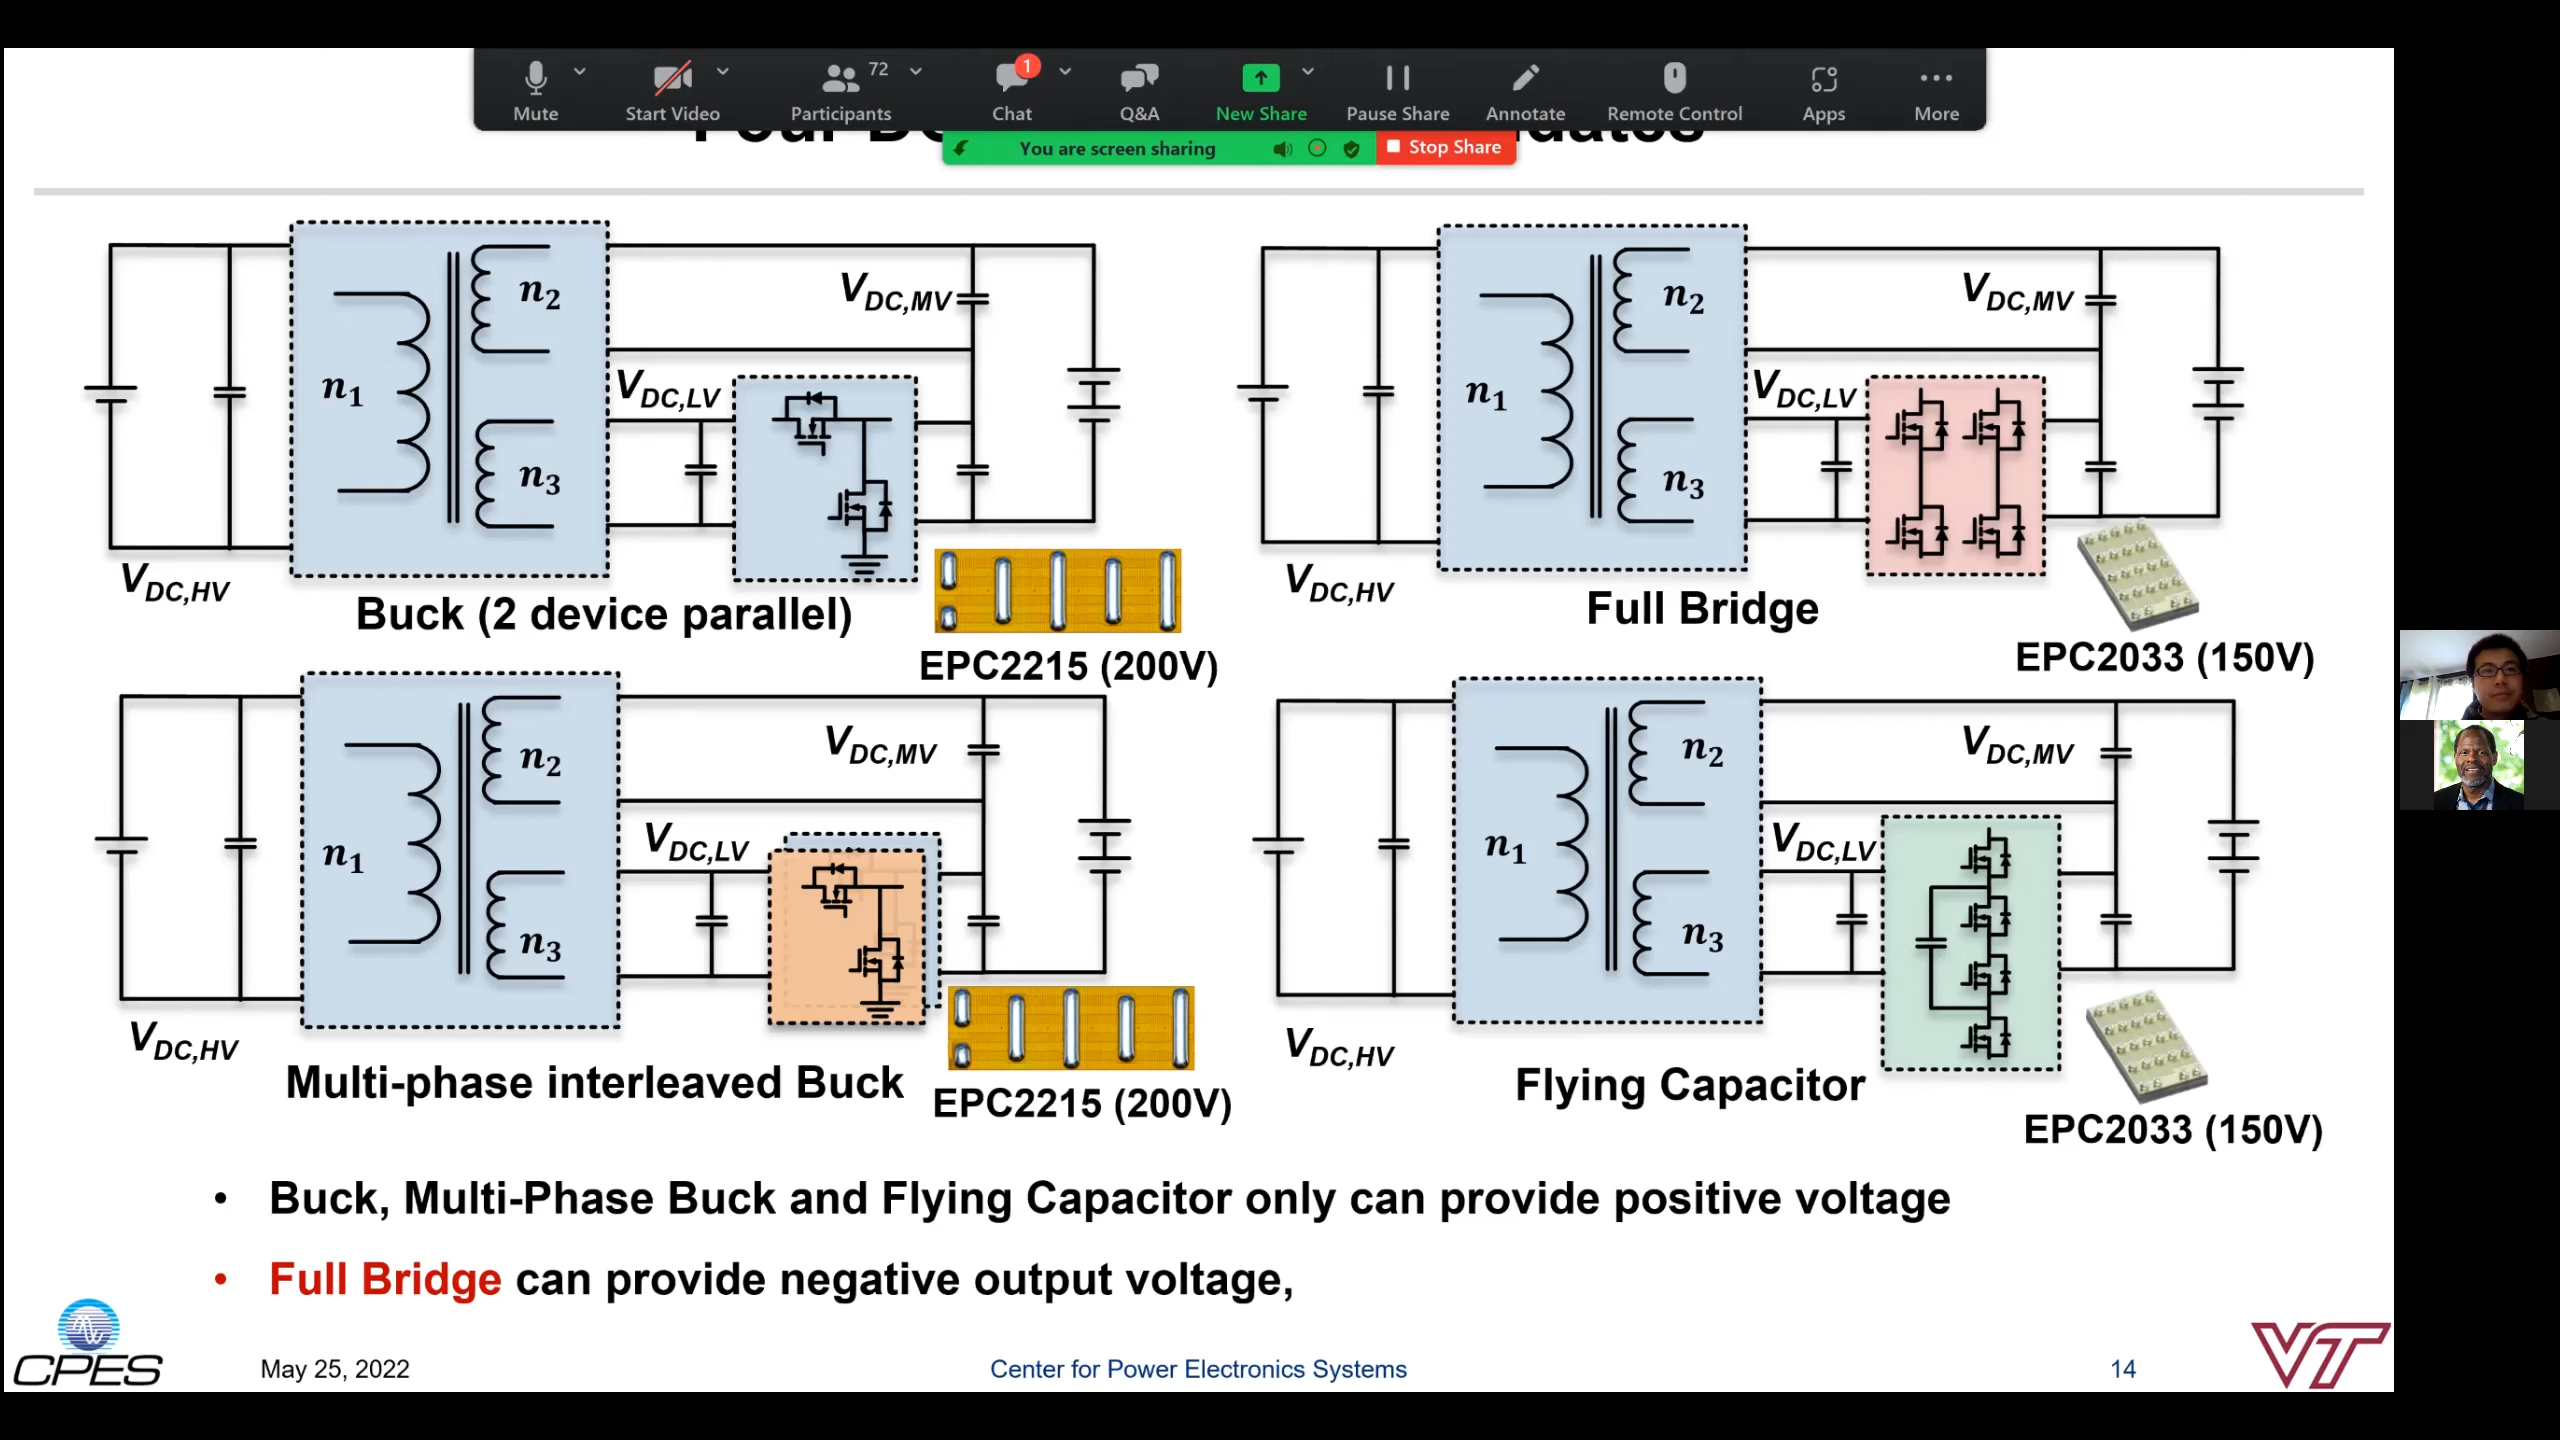 72
1
Mute
Start Video
Participants
Chat
Q&A
New Share
Pause Share
Annotate
Remote Control
Apps
More
You are screen sharing
Stop Share
n1
n2
n3
VDC,MV
VDC,LV
VDC,HV
Buck (2 device parallel)
EPC2215 (200V)
n1
n2
n3
VDC,MV
VDC,LV
VDC,HV
Full Bridge
EPC2033 (150V)
n1
n2
n3
VDC,MV
VDC,LV
VDC,HV
Multi-phase interleaved Buck
EPC2215 (200V)
n1
n2
n3
VDC,MV
VDC,LV
VDC,HV
Flying Capacitor
EPC2033 (150V)
• Buck, Multi-Phase Buck and Flying Capacitor only can provide positive voltage
• Full Bridge can provide negative output voltage,
CPES
May 25, 2022
Center for Power Electronics Systems
14
VT